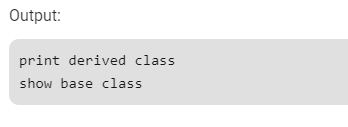 Output:
print derived class
show base class